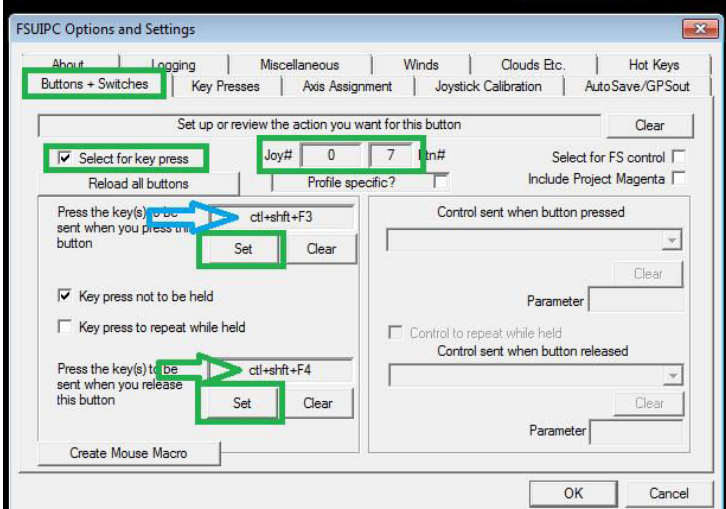 FSUIPC Options and Settings
About Logging Miscellaneous Winds Clouds Etc. Hot Keys
Buttons + Switches Key Presses Axis Assignment Joystick Calibration AutoSave/GPSout
Set up or review the action you want for this button Clear
Select for key press Joy# 0 7 Btn# Select for FS control
Reload all buttons Profile specific? Include Project Magenta
Press the key(s) to be
sent when you press this
button
ctl+shft+F3
Set Clear
Control sent when button pressed
Clear
Key press not to be held
Parameter
Key press to repeat while held
Control to repeat while held
Control sent when button released
Press the key(s) to be
sent when you release
this button
ctl+shft+F4
Set Clear
Clear
Parameter
Create Mouse Macro
OK Cancel